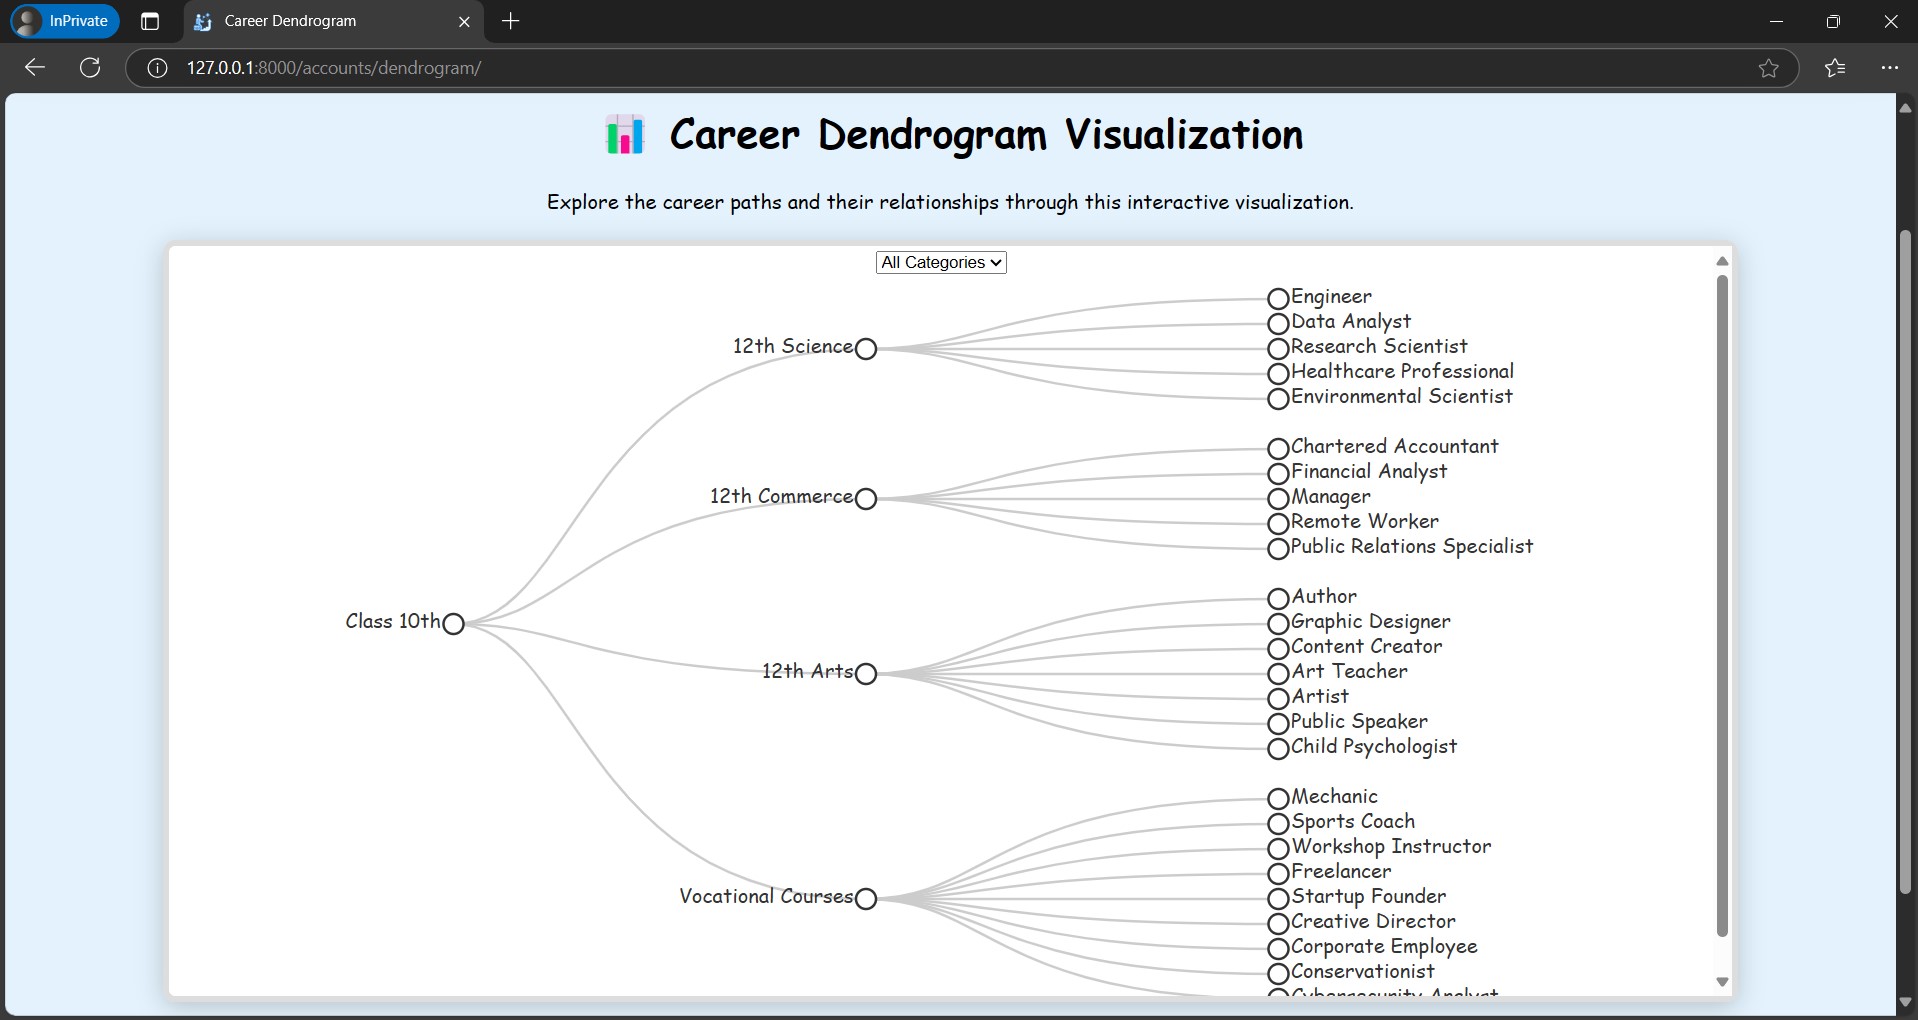 InPrivate
Career Dendrogram
127.0.0.1:8000/accounts/dendrogram/
Career Dendrogram Visualization
Explore the career paths and their relationships through this interactive visualization.
All Categories
Class 10th
12th Science
Engineer
Data Analyst
Research Scientist
Healthcare Professional
Environmental Scientist
12th Commerce
Chartered Accountant
Financial Analyst
Manager
Remote Worker
Public Relations Specialist
12th Arts
Author
Graphic Designer
Content Creator
Art Teacher
Artist
Public Speaker
Child Psychologist
Vocational Courses
Mechanic
Sports Coach
Workshop Instructor
Freelancer
Startup Founder
Creative Director
Corporate Employee
Conservationist
Cybersecurity Analyst